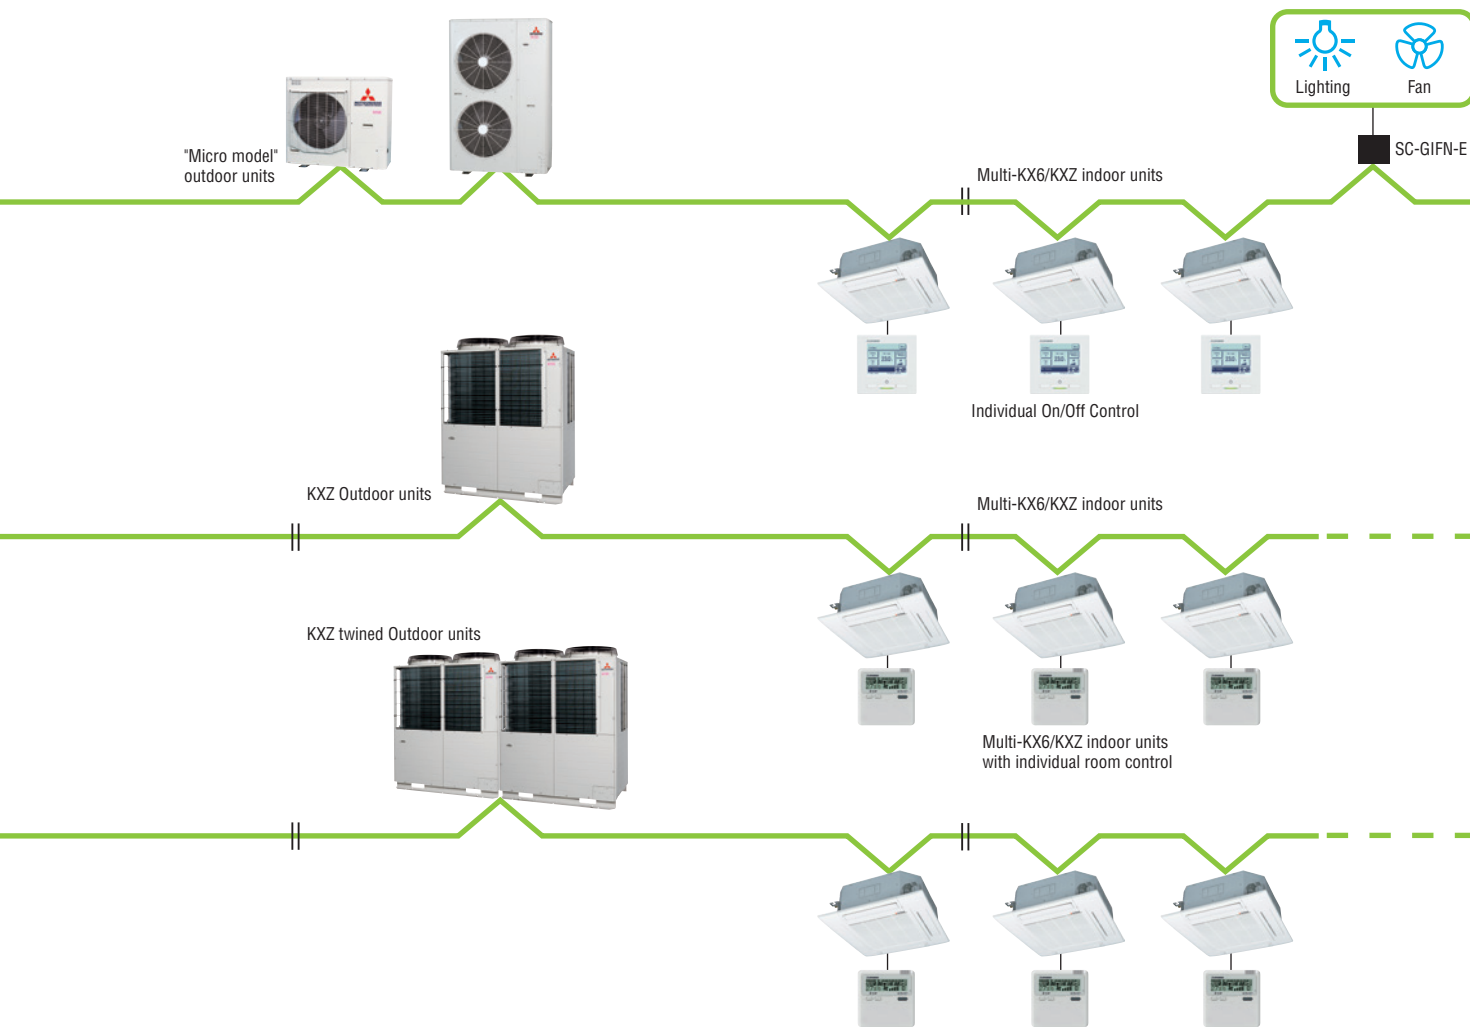 Lighting
Fan
"Micro model"
outdoor units
SC-GIFN-E
Multi-KX6/KXZ indoor units
Individual On/Off Control
KXZ Outdoor units
Multi-KX6/KXZ indoor units
KXZ twined Outdoor units
Multi-KX6/KXZ indoor units
with individual room control